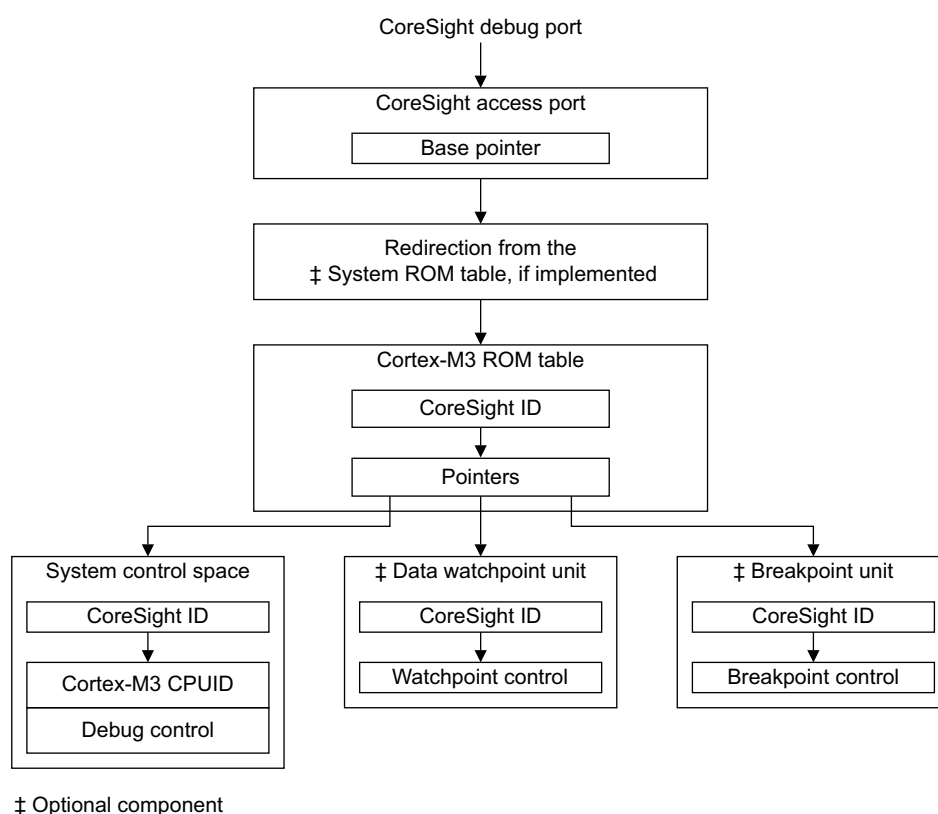 CoreSight debug port
CoreSight access port
Base pointer
Redirection from the
‡ System ROM table, if implemented
Cortex-M3 ROM table
CoreSight ID
Pointers
System control space
CoreSight ID
Cortex-M3 CPUID
Debug control
‡ Data watchpoint unit
CoreSight ID
Watchpoint control
‡ Breakpoint unit
CoreSight ID
Breakpoint control
‡ Optional component